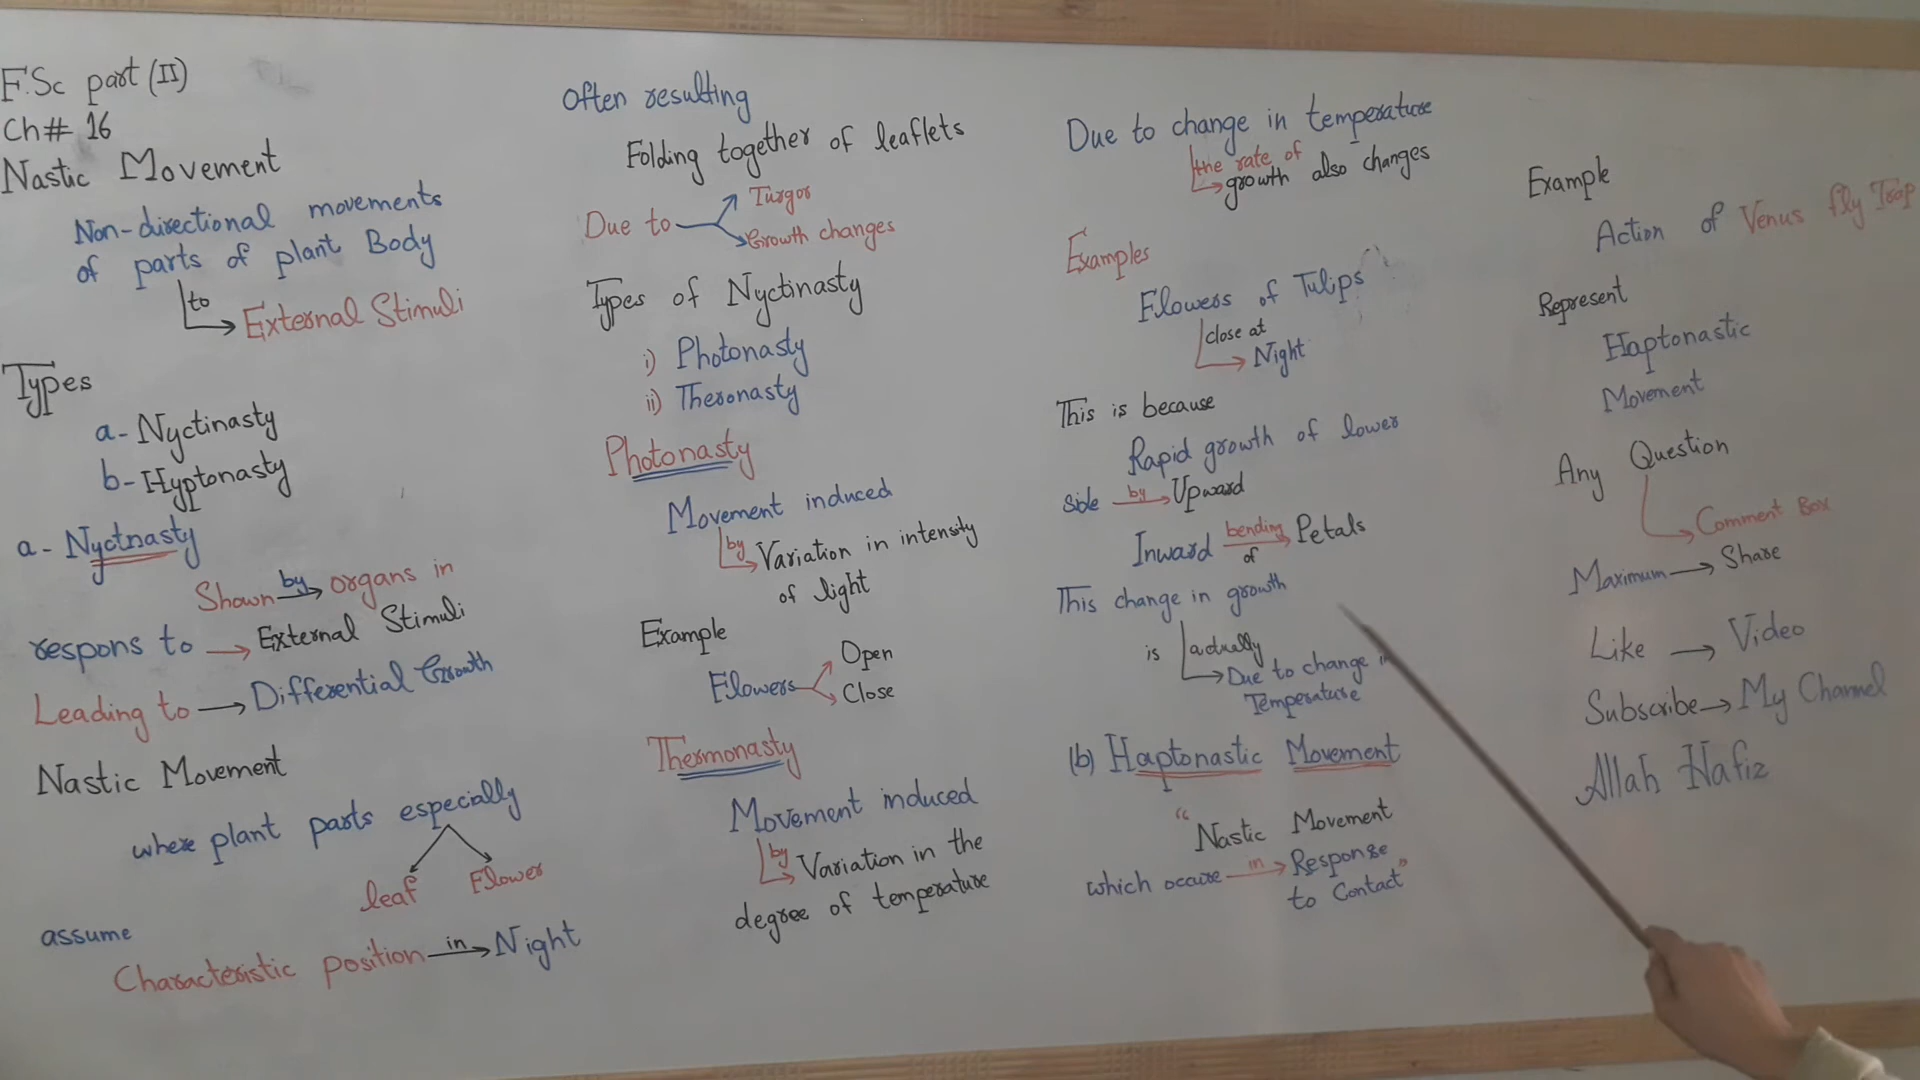 F.Sc part (II)
Ch# 16
Nastic Movement
Non-directional movements
of parts of plant Body
to
External Stimuli
Types
a- Nyctinasty
b- Hyptonasty
a- Nyctnasty
Shown by organs in
respons to → External Stimuli
Leading to → Differential Growth
Nastic Movement
where plant parts especially
leaf Flower
assume
Characteristic position in → Night
Often resulting
Folding together of leaflets
Due to Turgor
Growth changes
Types of Nyctinasty
i) Photonasty
ii) Theronasty
Photonasty
Movement induced
by Variation in intensity
of light
Example
Flowers Open
Close
Thermonasty
Movement induced
by Variation in the
degree of temperature
Due to change in temperature
the rate of
growth also changes
Examples
Flowers of Tulips
close at
Night
This is because
Rapid growth of lower
side by → Upward
Inward bending of → Petals
This change in growth
is actually
Due to change in
Temperature
(b) Haptonastic Movement
“Nastic Movement
which occure in → Response
to Contact”
Example
Action of Venus fly Trap
Represent
Haptonastic
Movement
Any Question
Comment Box
Maximum → Share
Like → Video
Subscribe → My Channel
Allah Hafiz